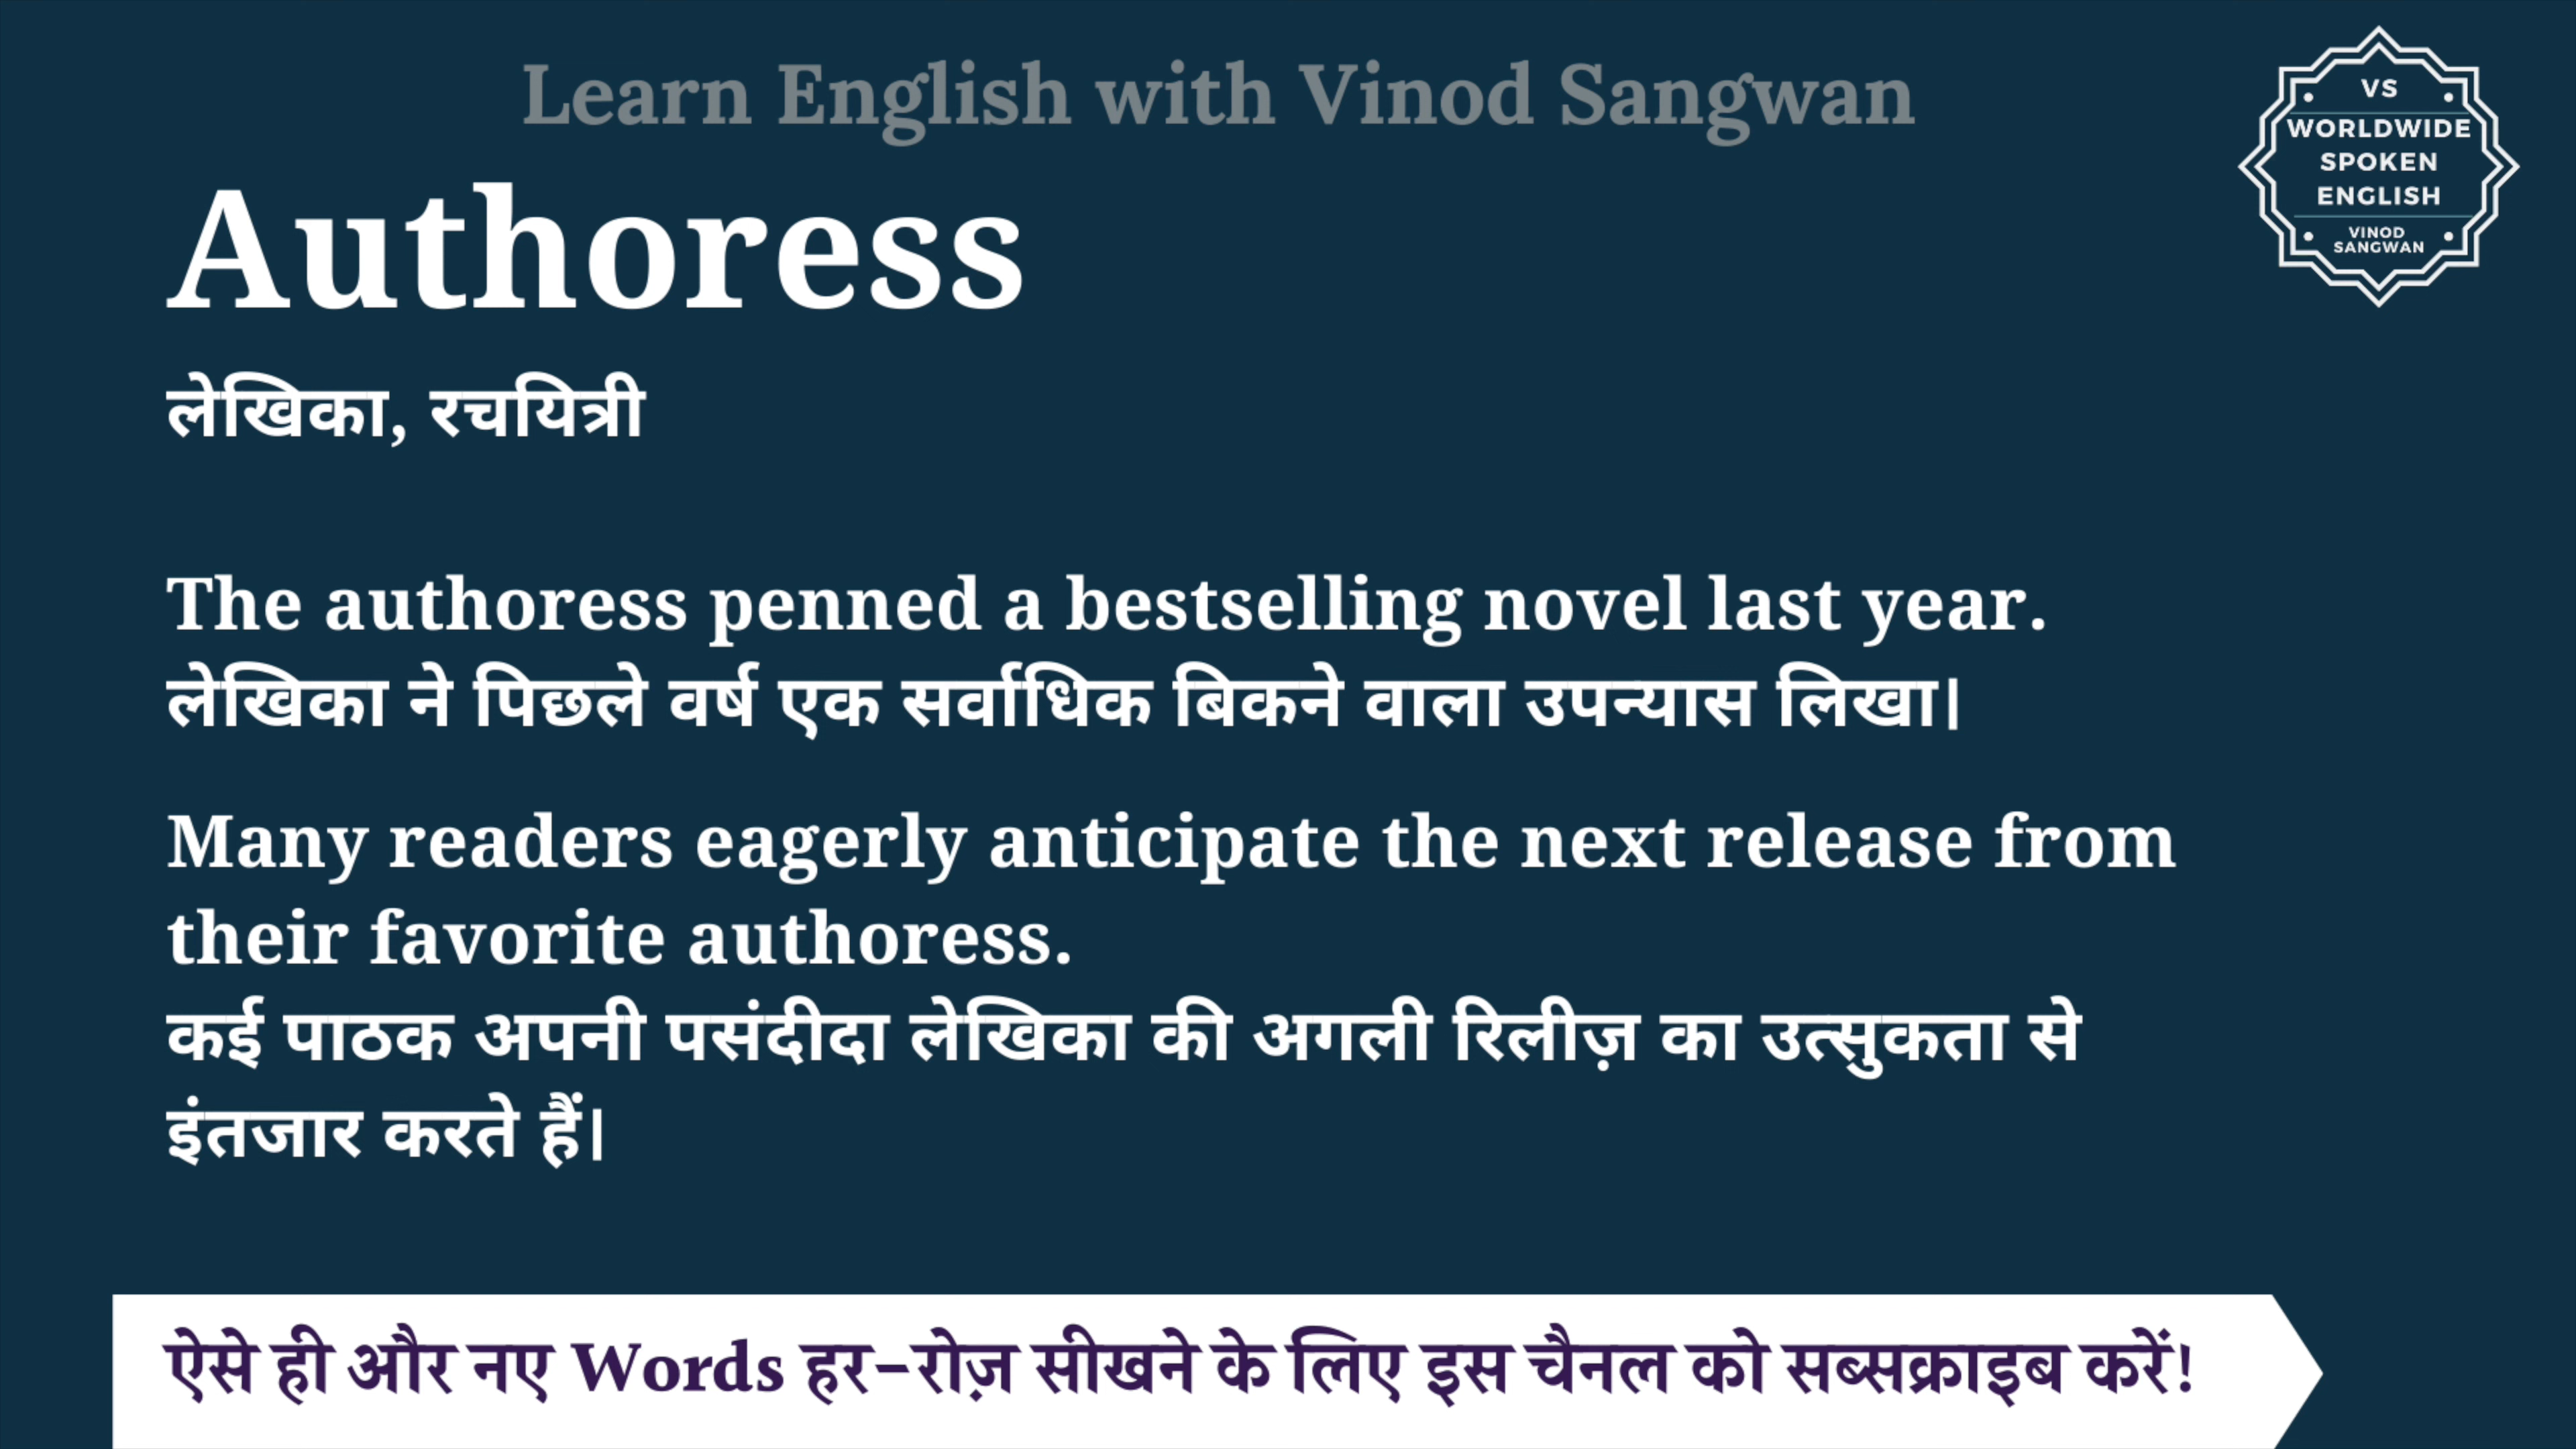 Learn English with Vinod Sangwan
VS
WORLDWIDE
SPOKEN
ENGLISH
VINOD
SANGWAN
Authoress
लेखिका, रचयित्री
The authoress penned a bestselling novel last year.
लेखिका ने पिछले वर्ष एक सर्वाधिक बिकने वाला उपन्यास लिखा।
Many readers eagerly anticipate the next release from
their favorite authoress.
कई पाठक अपनी पसंदीदा लेखिका की अगली रिलीज़ का उत्सुकता से
इंतजार करते हैं।
ऐसे ही और नए Words हर-रोज़ सीखने के लिए इस चैनल को सब्सक्राइब करें!